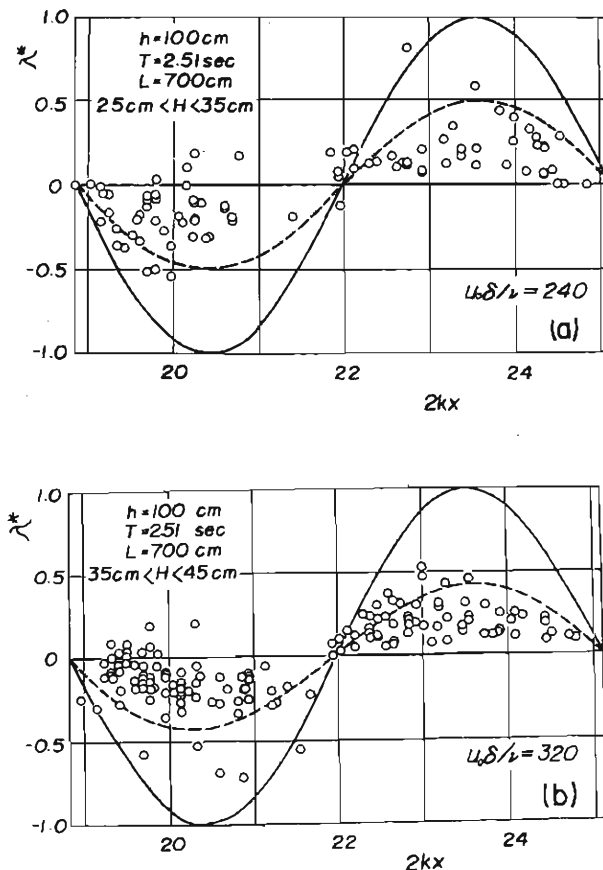 (a)
λ*
1.0
0.5
0
-0.5
-1.0
h=100cm
T=2.51sec
L=700cm
25cm<H<35cm
u₀δ/ν=240
(a)
20
22
24
2kx
λ*
1.0
0.5
0
-0.5
-1.0
h=100 cm
T=251 sec
L=700 cm
35cm<H<45cm
u₀δ/ν=320
(b)
20
22
24
2kx